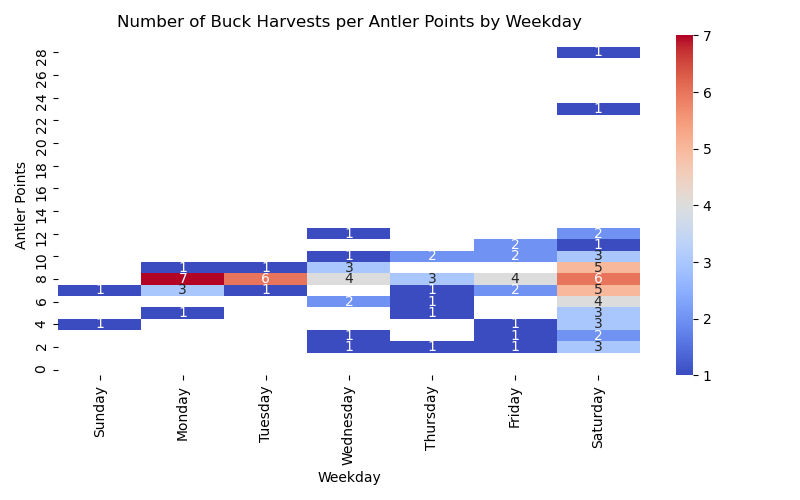 Number of Buck Harvests per Antler Points by Weekday
Antler Points
28
26
24
22
20
18
16
14
12
10
8
6
4
2
0
1
1
1 2
2 1
1 2 2 3
1 1 3 5
7 6 4 3 4 6
1 3 1 1 2 5
2 1 4
1 1 3
1 1 3
1 1 2
1 1 1 3
Sunday
Monday
Tuesday
Wednesday
Thursday
Friday
Saturday
Weekday
7
6
5
4
3
2
1